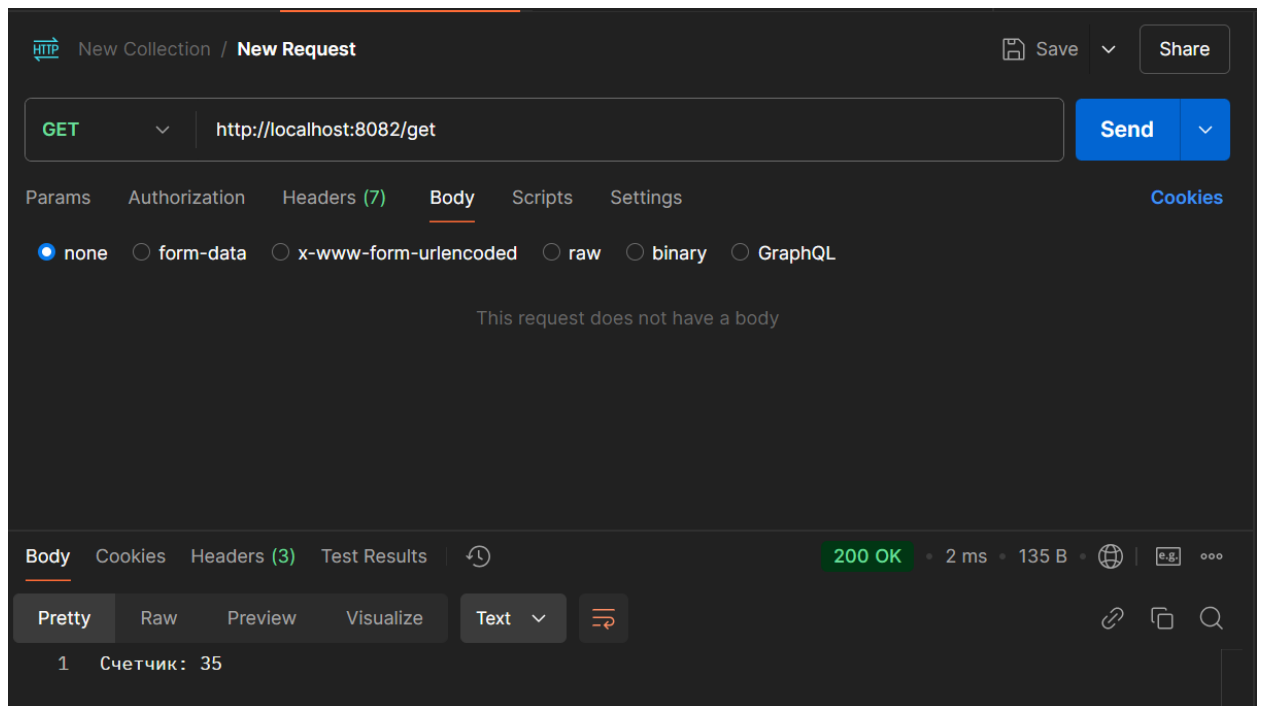 HTTP New Collection / New Request Save Share
GET http://localhost:8082/get Send
Params Authorization Headers (7) Body Scripts Settings Cookies
none form-data x-www-form-urlencoded raw binary GraphQL
This request does not have a body
Body Cookies Headers (3) Test Results 200 OK • 2 ms • 135 B • e.g.
Pretty Raw Preview Visualize Text
1 Счетчик: 35